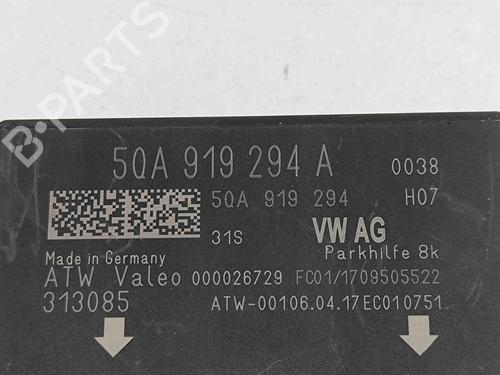 5QA 919 294 A 0038
5QA 919 294 H07
31S VW AG
Made in Germany Parkhilfe 8k
ATW Valeo 000026729 FC01/1709505522
313085 ATW-00106.04.17EC010751
B-PARTS